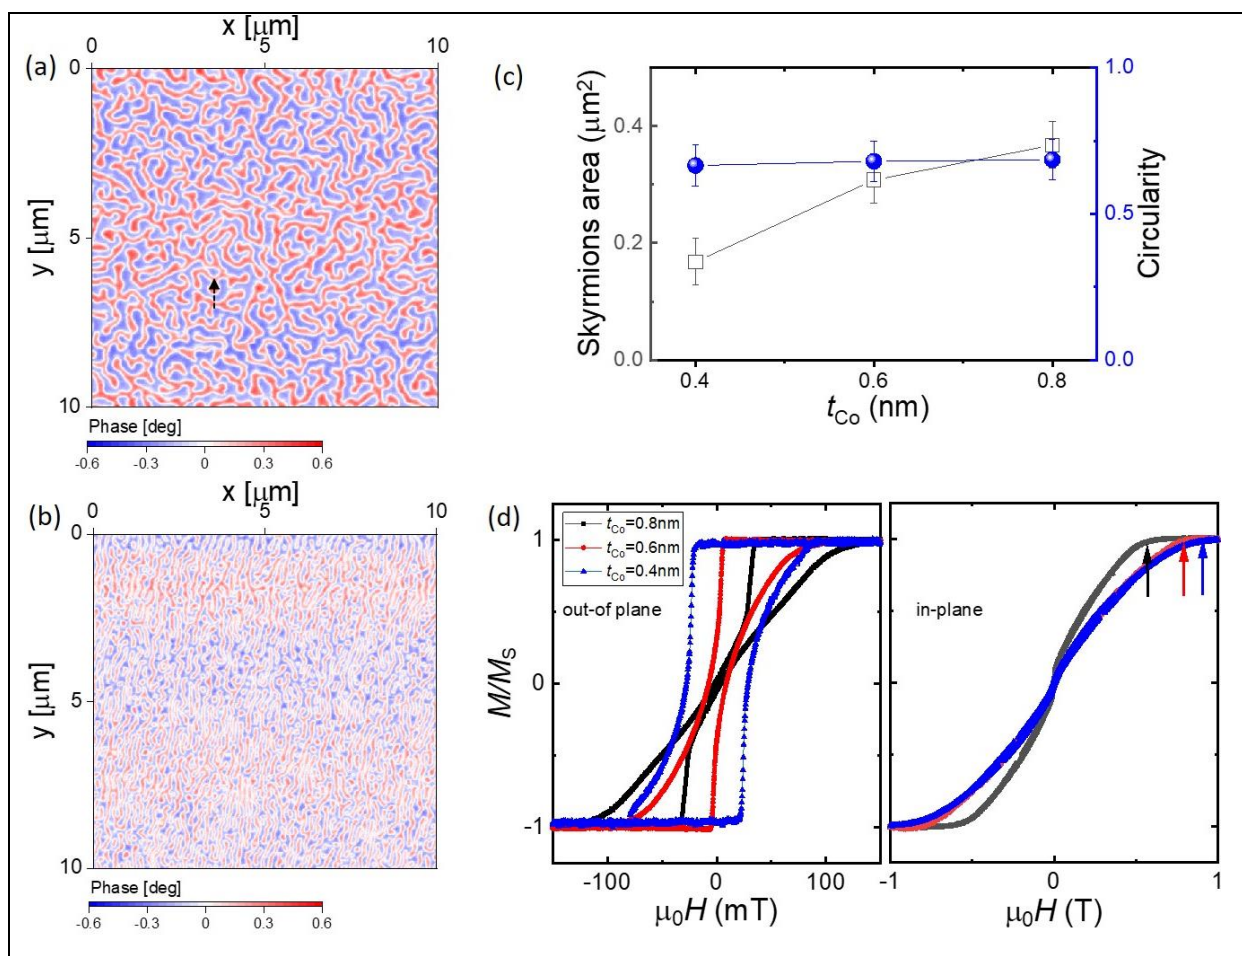 (a)
x [μm]
0 5 10
0
5
10
y [μm]
Phase [deg]
-0.6 -0.3 0 0.3 0.6
(b)
x [μm]
0 5 10
0
5
10
y [μm]
Phase [deg]
-0.6 -0.3 0 0.3 0.6
(c)
Skyrmions area (μm²)
0.4
0.2
0.0
1.0
0.5
0.0
Circularity
0.4 0.6 0.8
tCo (nm)
(d)
M/MS
1
0
-1
tCo=0.8nm
tCo=0.6nm
tCo=0.4nm
out-of plane
-100 0 100
μ0H (mT)
in-plane
-1 0 1
μ0H (T)